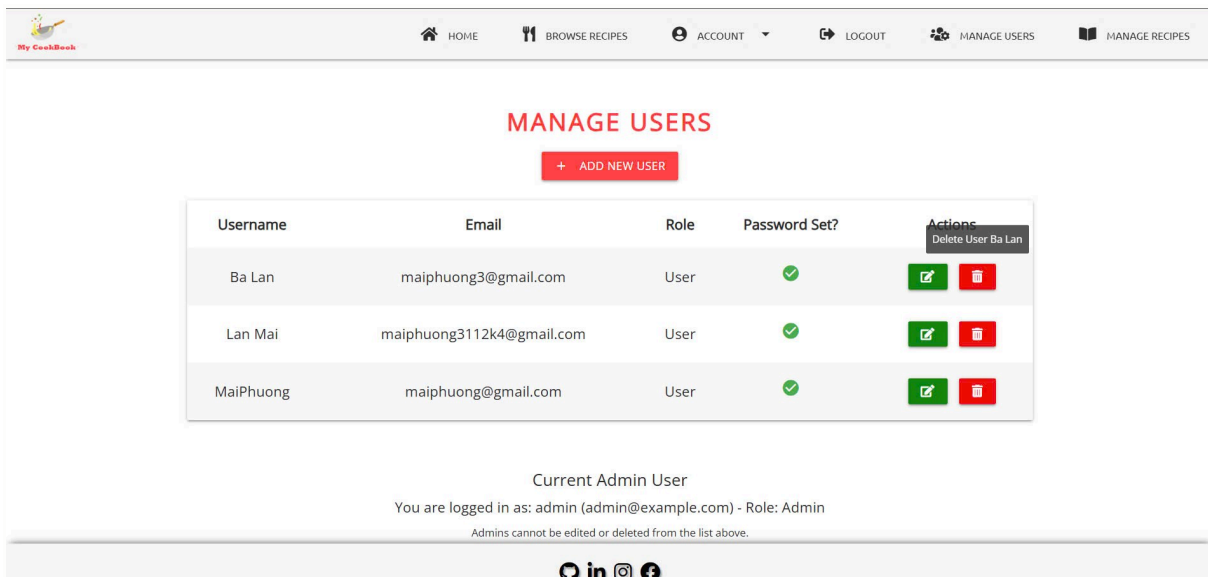 My CookBook
HOME BROWSE RECIPES ACCOUNT LOGOUT MANAGE USERS MANAGE RECIPES
MANAGE USERS
+ ADD NEW USER
Username Email Role Password Set? Actions
Delete User Ba Lan
Ba Lan maiphuong3@gmail.com User
Lan Mai maiphuong3112k4@gmail.com User
MaiPhuong maiphuong@gmail.com User
Current Admin User
You are logged in as: admin (admin@example.com) - Role: Admin
Admins cannot be edited or deleted from the list above.